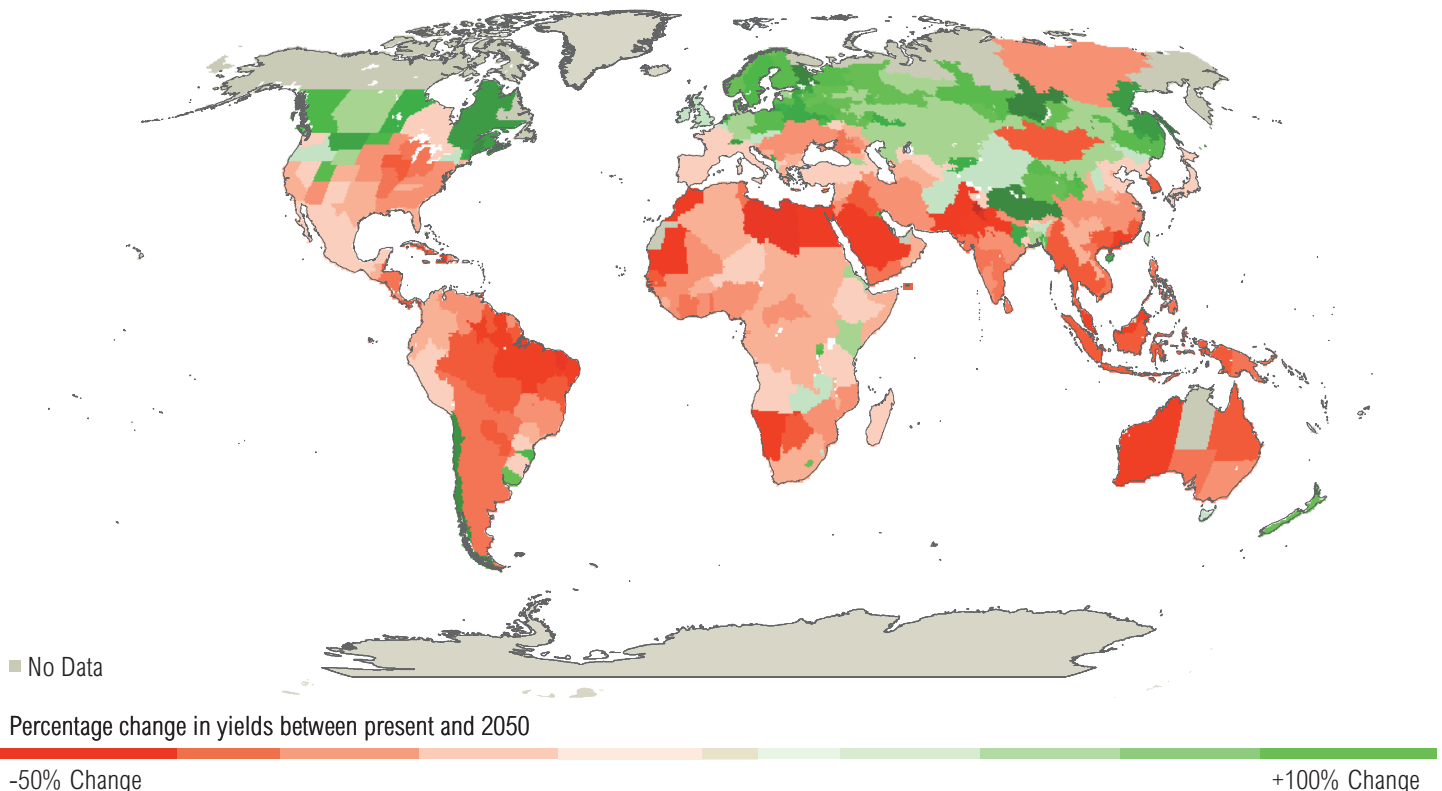 No Data
Percentage change in yields between present and 2050
-50% Change
+100% Change